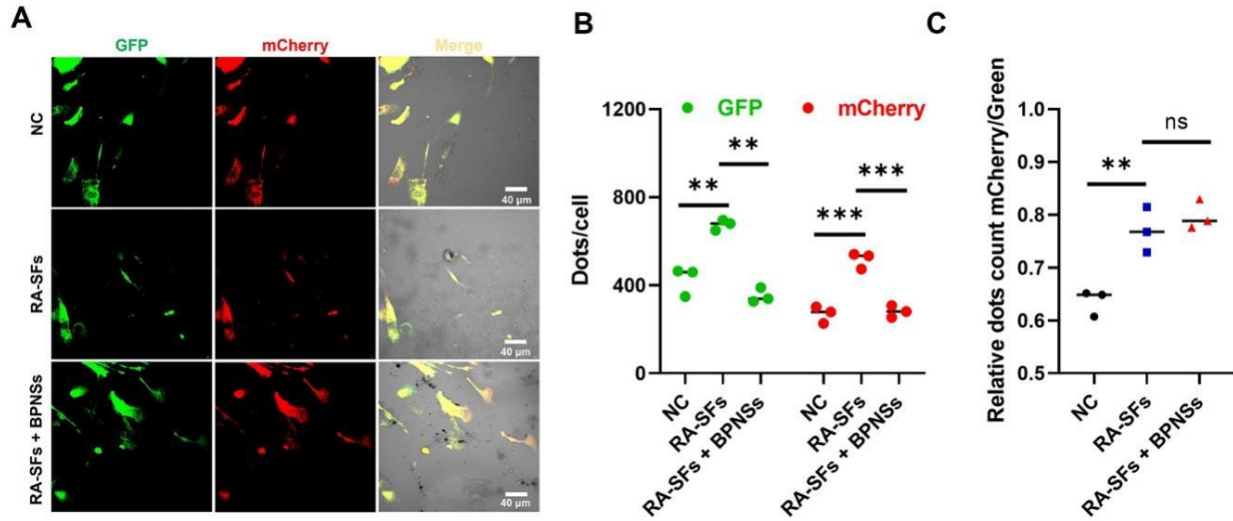 A
GFP
mCherry
Merge
NC
40 µm
RA-SFs
40 µm
RA-SFs + BPNSs
40 µm
B
Dots/cell
1200
800
400
0
GFP
mCherry
**
**
***
***
NC
RA-SFs
RA-SFs + BPNSs
NC
RA-SFs
RA-SFs + BPNSs
C
Relative dots count mCherry/Green
1.0
0.9
0.8
0.7
0.6
0.5
**
ns
NC
RA-SFs
RA-SFs + BPNSs